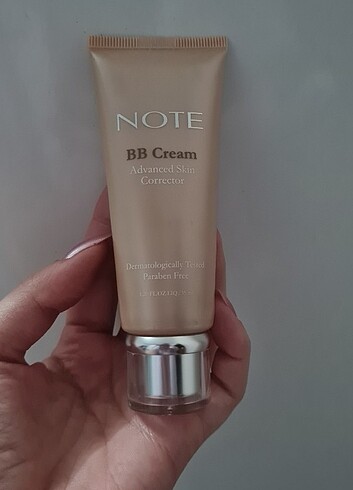 NOTE
BB Cream
Advanced Skin
Corrector
Dermatologically Tested
Paraben Free